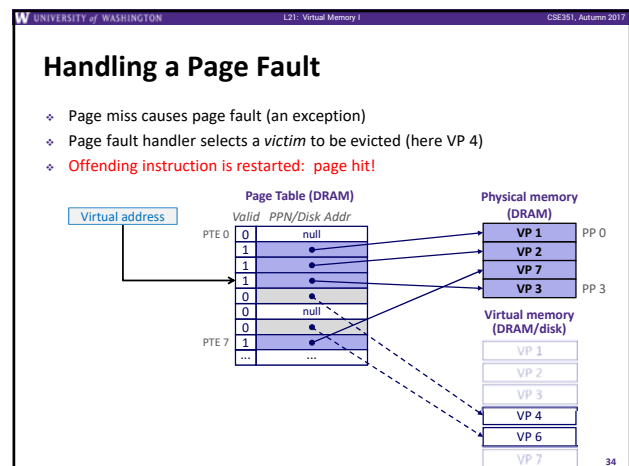 W UNIVERSITY of WASHINGTON L21: Virtual Memory I CSE351, Autumn 2017
Handling a Page Fault
❖ Page miss causes page fault (an exception)
❖ Page fault handler selects a victim to be evicted (here VP 4)
❖ Offending instruction is restarted: page hit!
Virtual address
Page Table (DRAM)
Valid PPN/Disk Addr
PTE 0 0 null
1
1
1
0
0 null
0
PTE 7 1
... ...
Physical memory
(DRAM)
VP 1 PP 0
VP 2
VP 7
VP 3 PP 3
Virtual memory
(DRAM/disk)
VP 1
VP 2
VP 3
VP 4
VP 6
VP 7
34